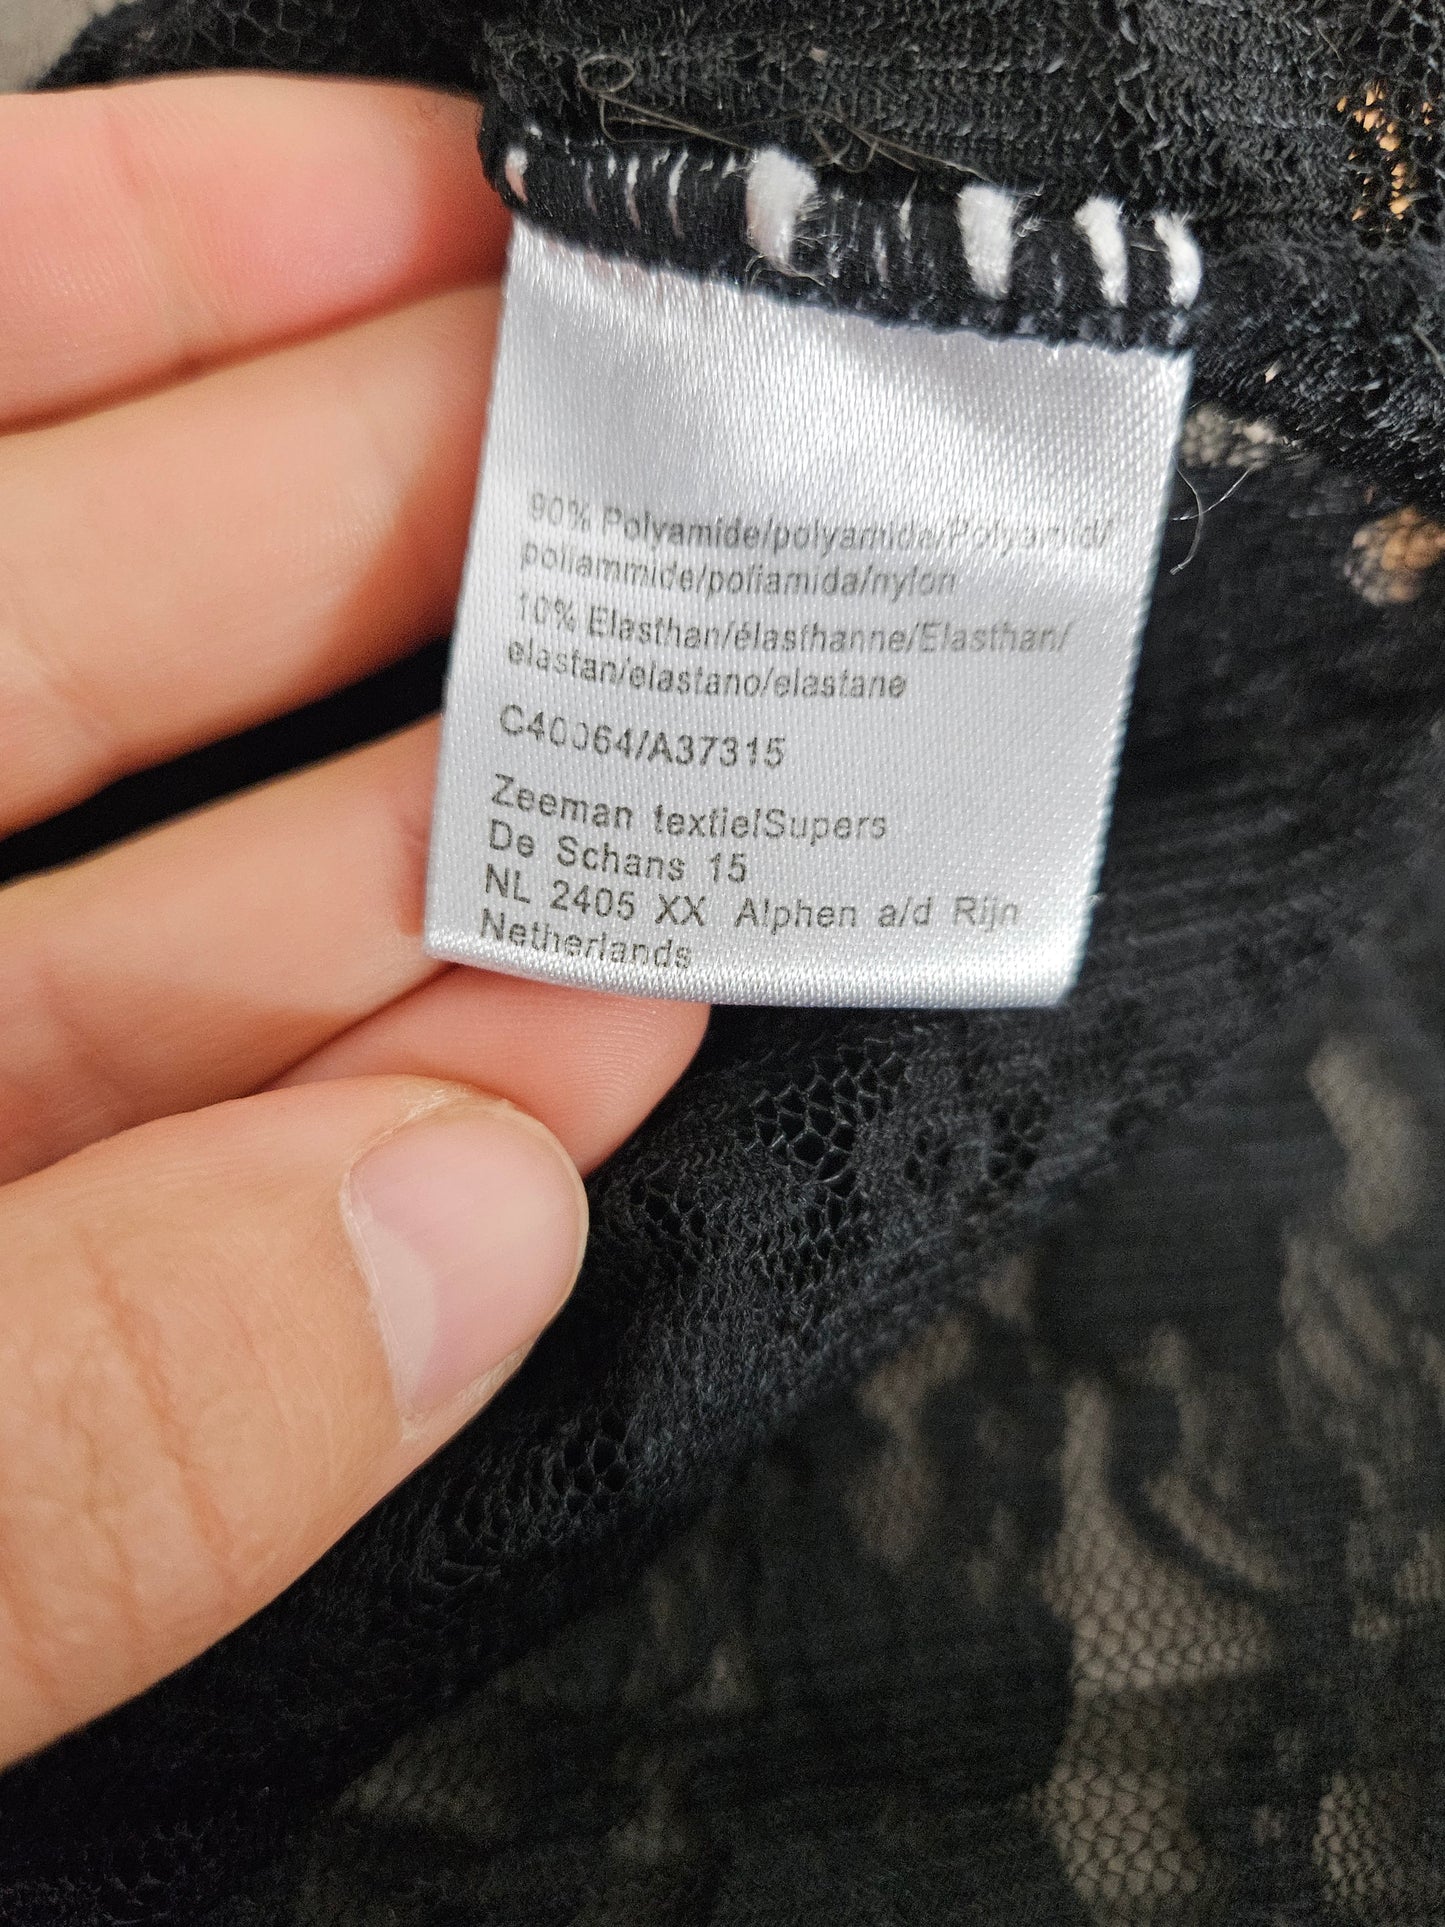 90% Polyamide/polyamide/Polyamid/
poliammide/poliamida/nylon
10% Elasthan/élasthanne/Elasthan/
elastan/elastano/elastane
C40064/A37315
Zeeman textielSupers
De Schans 15
NL 2405 XX Alphen a/d Rijn
Netherlands